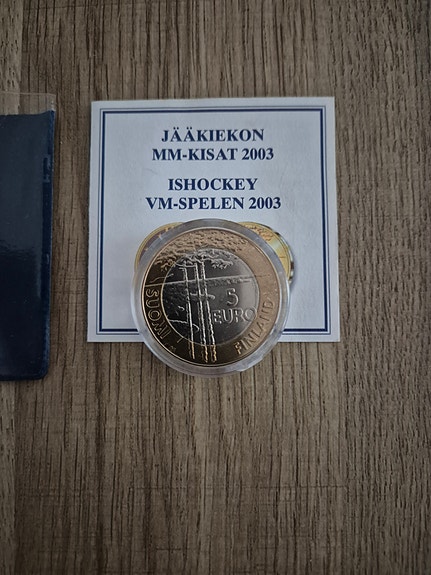 JÄÄKIEKON
MM-KISAT 2003
ISHOCKEY
VM-SPELEN 2003
5
EURO
SUOMI
FINLAND